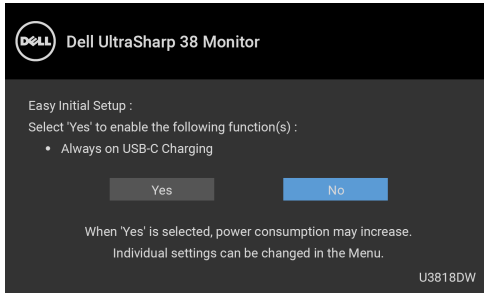 DELL
Dell UltraSharp 38 Monitor
Easy Initial Setup :
Select 'Yes' to enable the following function(s) :
• Always on USB-C Charging
Yes No
When 'Yes' is selected, power consumption may increase.
Individual settings can be changed in the Menu.
U3818DW